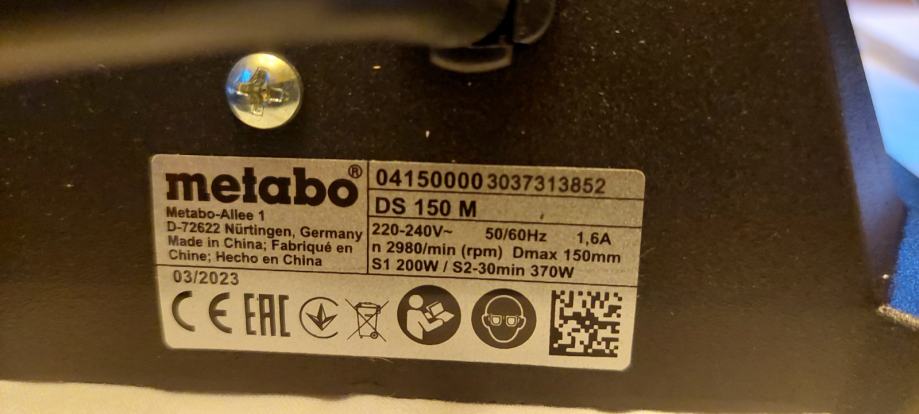 metabo®
Metabo-Allee 1
D-72622 Nürtingen, Germany
Made in China; Fabriqué en
Chine; Hecho en China
04150000 3037313852
DS 150 M
220-240V~ 50/60Hz 1,6A
n 2980/min (rpm) Dmax 150mm
S1 200W / S2-30min 370W
03/2023
CE EAC